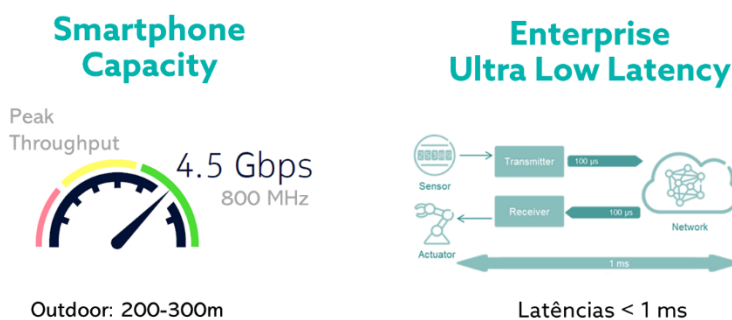 Smartphone
Capacity
Peak
Throughput
4.5 Gbps
800 MHz
Outdoor: 200-300m
Enterprise
Ultra Low Latency
Sensor
Transmitter
100 µs
Network
Receiver
100 µs
Actuator
1 ms
Latências < 1 ms